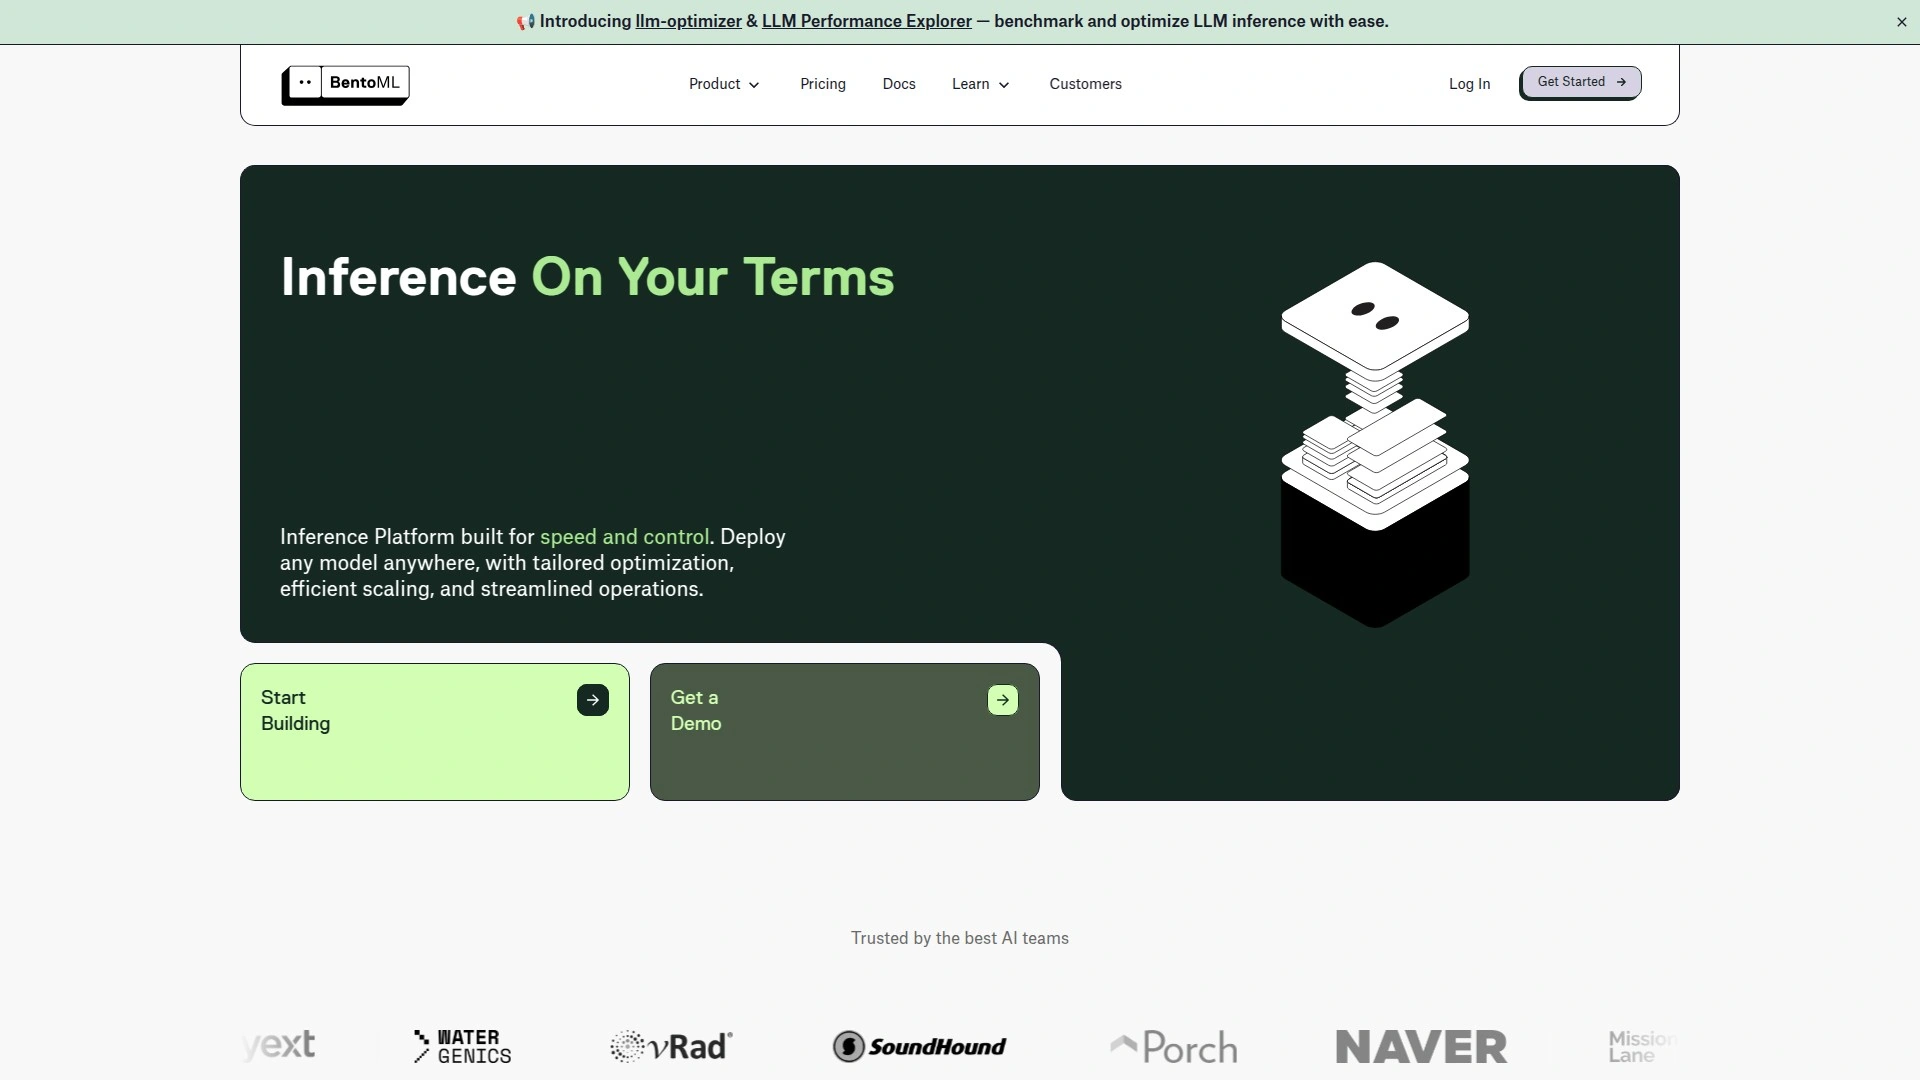 📢 Introducing llm-optimizer & LLM Performance Explorer — benchmark and optimize LLM inference with ease.
BentoML
Product
Pricing
Docs
Learn
Customers
Log In
Get Started
Inference On Your Terms
Inference Platform built for speed and control. Deploy
any model anywhere, with tailored optimization,
efficient scaling, and streamlined operations.
Start
Building
Get a
Demo
Trusted by the best AI teams
yext
WATER
GENICS
vRad®
SoundHound
Porch
NAVER
Mission
Lane